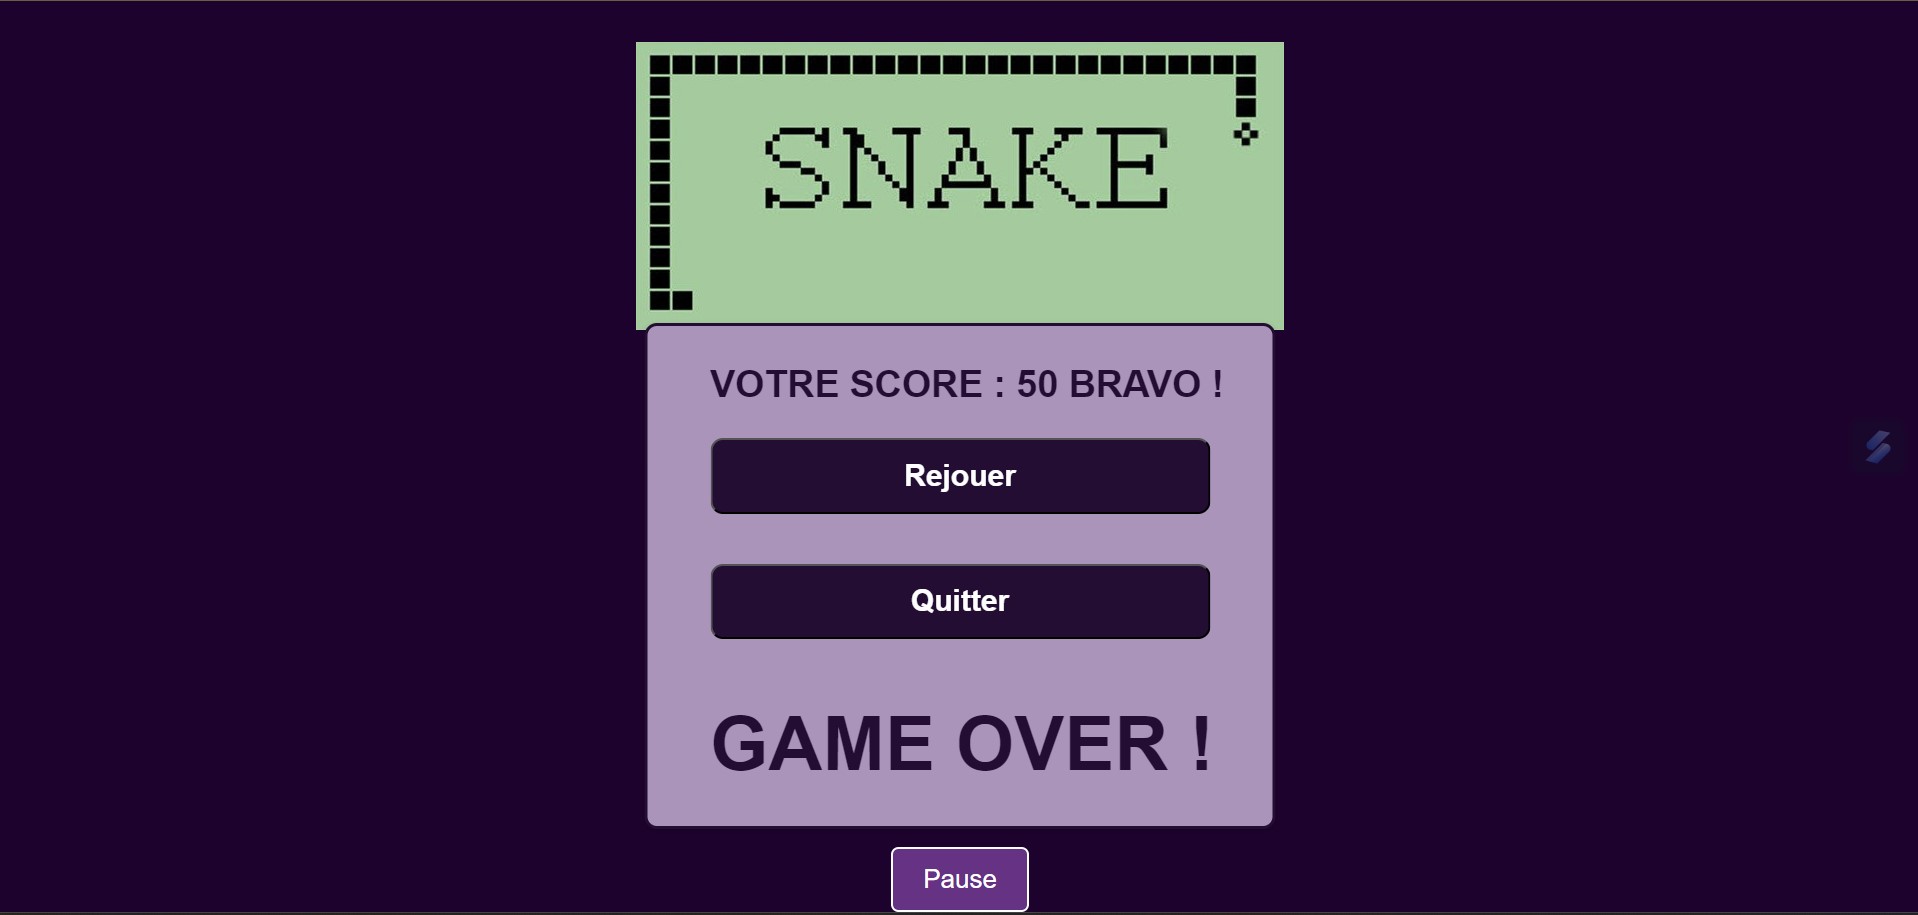 SNAKE
VOTRE SCORE : 50 BRAVO !
Rejouer
Quitter
GAME OVER !
Pause